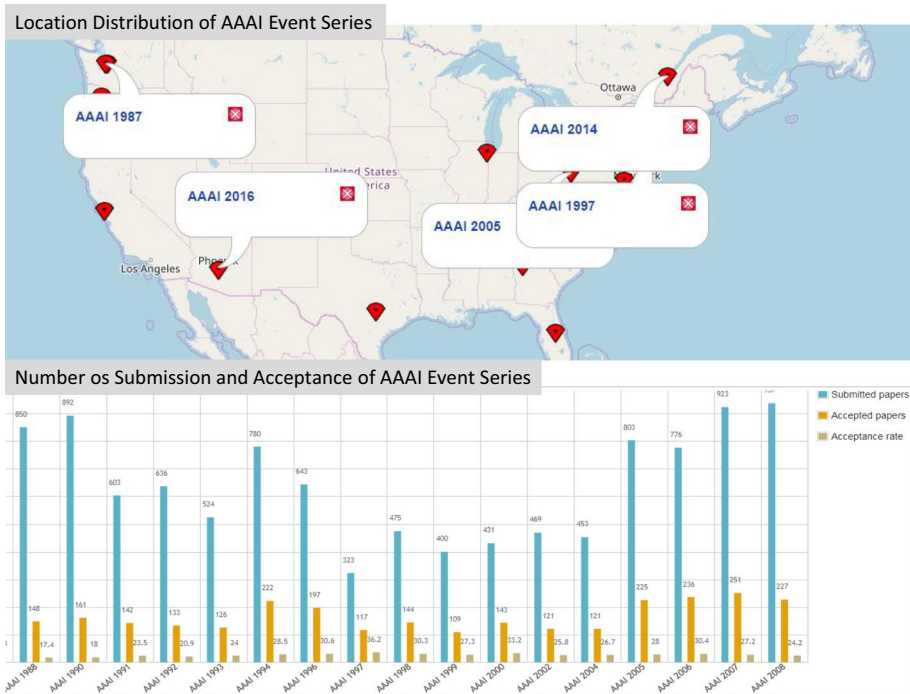 Location Distribution of AAAI Event Series
Ottawa
AAAI 1987
AAAI 2014
United States
AAAI 2016
AAAI 1997
AAAI 2005
Los Angeles
Number os Submission and Acceptance of AAAI Event Series
Submitted papers
Accepted papers
Acceptance rate
850
892
603
636
524
780
643
323
475
400
431
469
453
803
776
923
148
161
142
133
126
222
197
117
144
109
143
121
121
225
236
251
227
17.4
18
23.5
20.9
24
28.5
30.6
36.2
30.3
27.3
33.2
25.8
26.7
28
30.4
27.2
24.2
AAAI 1988
AAAI 1990
AAAI 1991
AAAI 1992
AAAI 1993
AAAI 1994
AAAI 1996
AAAI 1997
AAAI 1998
AAAI 1999
AAAI 2000
AAAI 2002
AAAI 2004
AAAI 2005
AAAI 2006
AAAI 2007
AAAI 2008